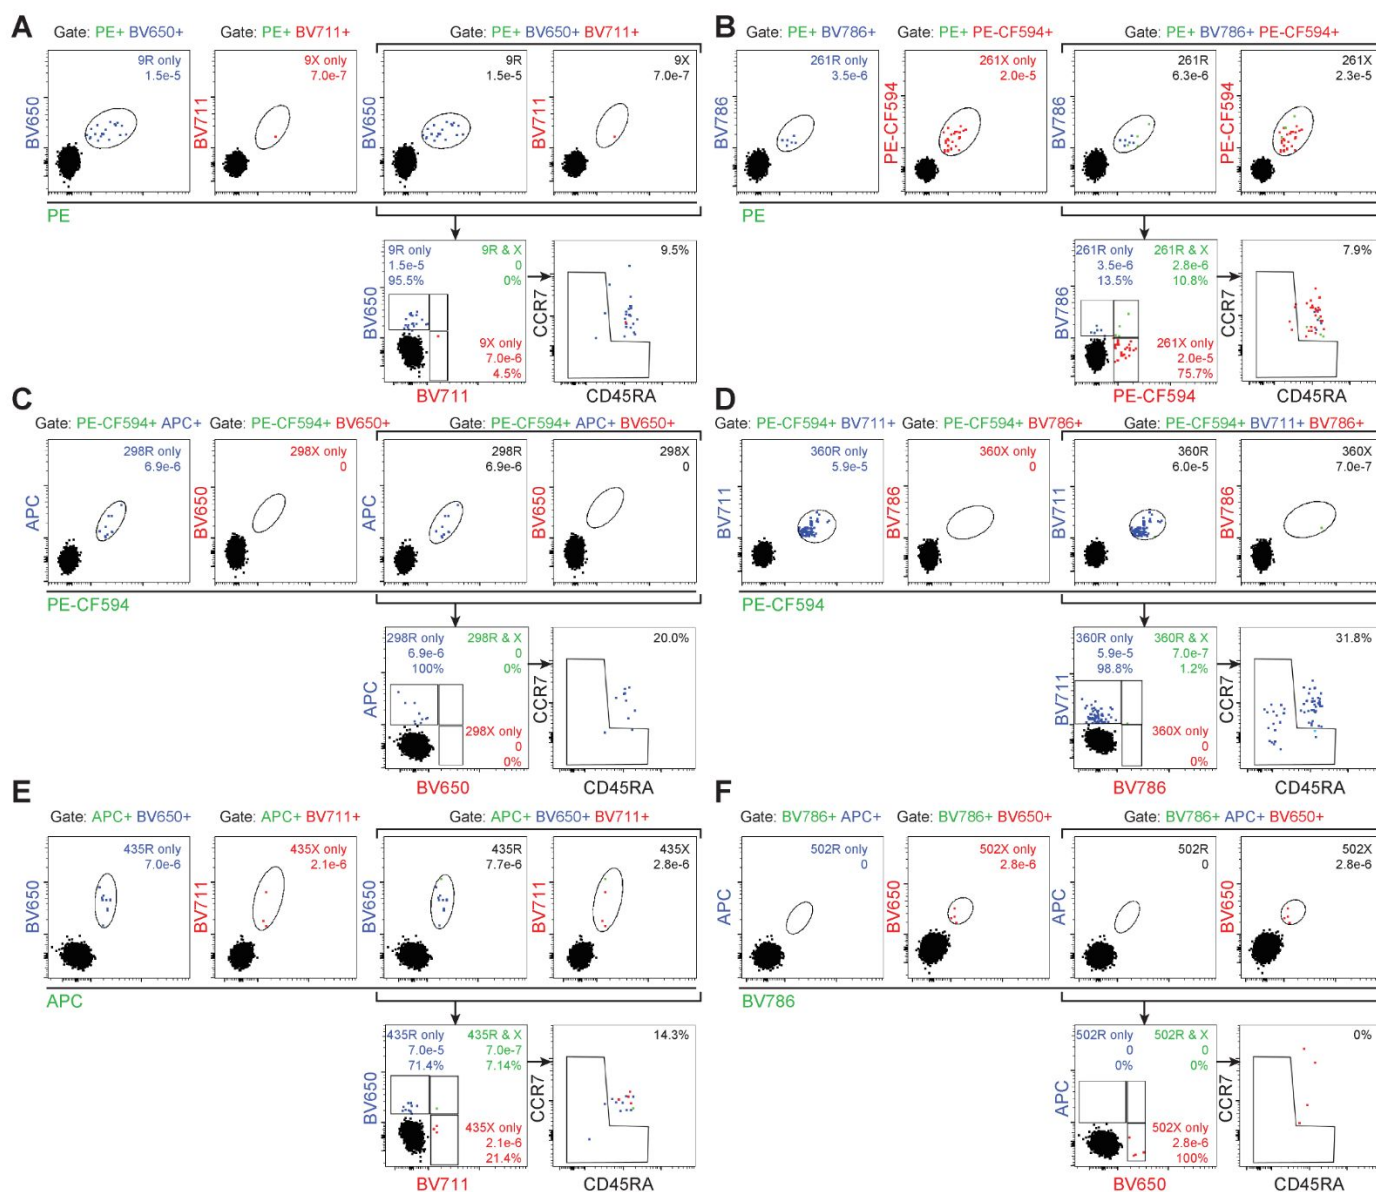 A
Gate: PE+ BV650+
Gate: PE+ BV711+
Gate: PE+ BV650+ BV711+
BV650
9R only
1.5e-5
BV711
9X only
7.0e-7
BV650
9R
1.5e-5
BV711
9X
7.0e-7
PE
BV650
9R only
1.5e-5
95.5%
9R & X
0
0%
9X only
7.0e-6
4.5%
BV711
CCR7
9.5%
CD45RA
B
Gate: PE+ BV786+
Gate: PE+ PE-CF594+
Gate: PE+ BV786+ PE-CF594+
BV786
261R only
3.5e-6
PE-CF594
261X only
2.0e-5
BV786
261R
6.3e-6
PE-CF594
261X
2.3e-5
PE
BV786
261R only
3.5e-6
13.5%
261R & X
2.8e-6
10.8%
261X only
2.0e-5
75.7%
PE-CF594
CCR7
7.9%
CD45RA
C
Gate: PE-CF594+ APC+
Gate: PE-CF594+ BV650+
Gate: PE-CF594+ APC+ BV650+
APC
298R only
6.9e-6
BV650
298X only
0
APC
298R
6.9e-6
BV650
298X
0
PE-CF594
APC
298R only
6.9e-6
100%
298R & X
0
0%
298X only
0
0%
BV650
CCR7
20.0%
CD45RA
D
Gate: PE-CF594+ BV711+
Gate: PE-CF594+ BV786+
Gate: PE-CF594+ BV711+ BV786+
BV711
360R only
5.9e-5
BV786
360X only
0
BV711
360R
6.0e-5
BV786
360X
7.0e-7
PE-CF594
BV711
360R only
5.9e-5
98.8%
360R & X
7.0e-7
1.2%
360X only
0
0%
BV786
CCR7
31.8%
CD45RA
E
Gate: APC+ BV650+
Gate: APC+ BV711+
Gate: APC+ BV650+ BV711+
BV650
435R only
7.0e-6
BV711
435X only
2.1e-6
BV650
435R
7.7e-6
BV711
435X
2.8e-6
APC
BV650
435R only
7.0e-5
71.4%
435R & X
7.0e-7
7.14%
435X only
2.1e-6
21.4%
BV711
CCR7
14.3%
CD45RA
F
Gate: BV786+ APC+
Gate: BV786+ BV650+
Gate: BV786+ APC+ BV650+
APC
502R only
0
BV650
502X only
2.8e-6
APC
502R
0
BV650
502X
2.8e-6
BV786
APC
502R only
0
0%
502R & X
0
0%
502X only
2.8e-6
100%
BV650
CCR7
0%
CD45RA